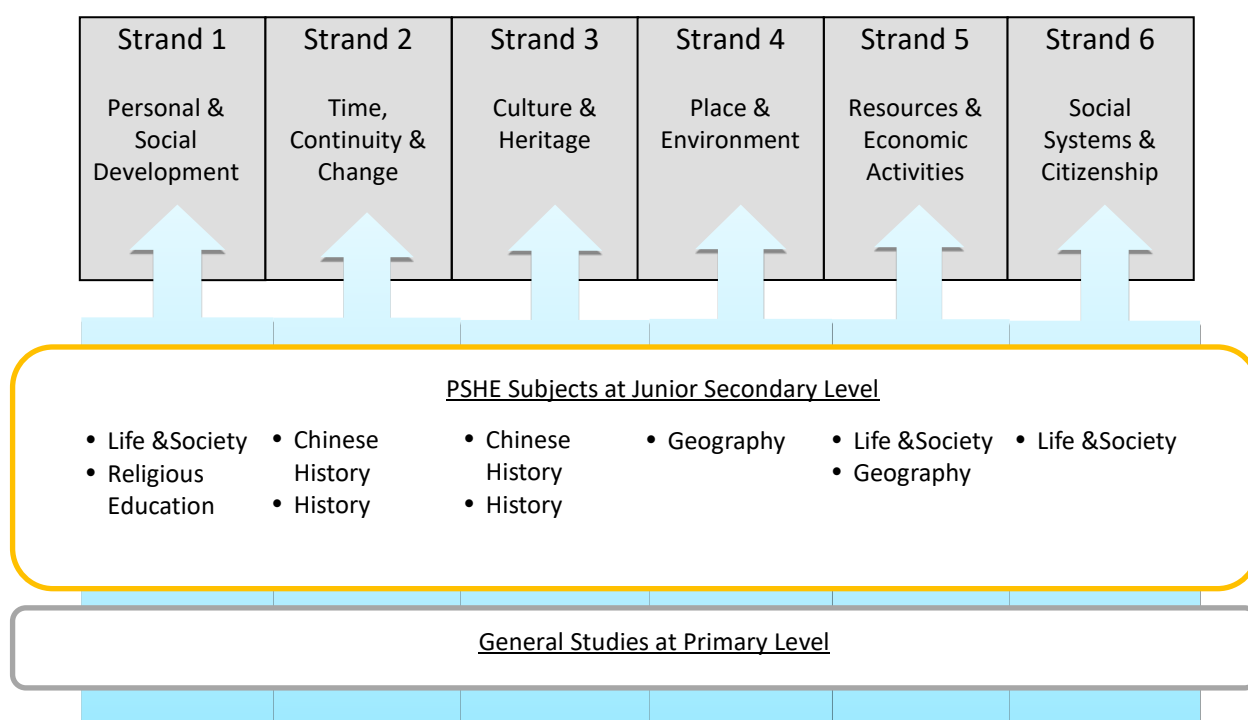 Strand 1
Personal &
Social
Development
Strand 2
Time,
Continuity &
Change
Strand 3
Culture &
Heritage
Strand 4
Place &
Environment
Strand 5
Resources &
Economic
Activities
Strand 6
Social
Systems &
Citizenship
PSHE Subjects at Junior Secondary Level
• Life &Society
• Religious
Education
• Chinese
History
• History
• Chinese
History
• History
• Geography
• Life &Society
• Geography
• Life &Society
General Studies at Primary Level